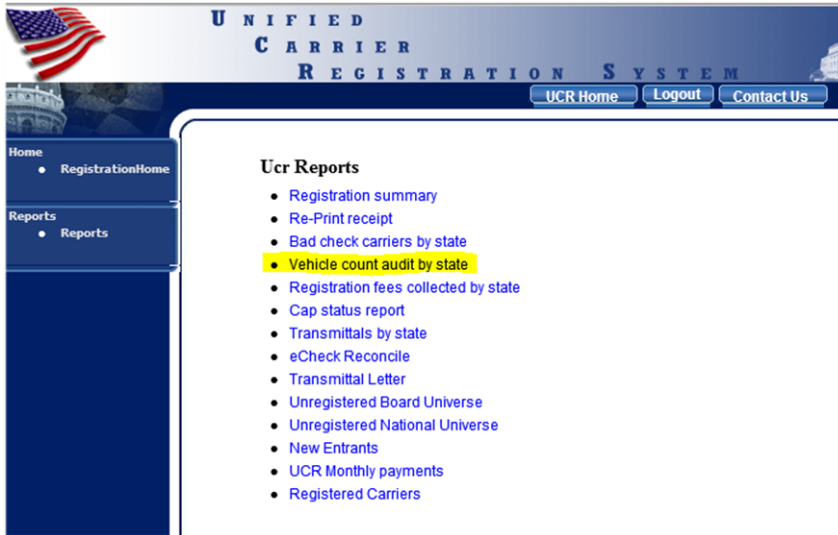 UNIFIED
CARRIER
REGISTRATION SYSTEM
UCR Home Logout Contact Us
Home
RegistrationHome
Reports
Reports
Ucr Reports
Registration summary
Re-Print receipt
Bad check carriers by state
Vehicle count audit by state
Registration fees collected by state
Cap status report
Transmittals by state
eCheck Reconcile
Transmittal Letter
Unregistered Board Universe
Unregistered National Universe
New Entrants
UCR Monthly payments
Registered Carriers